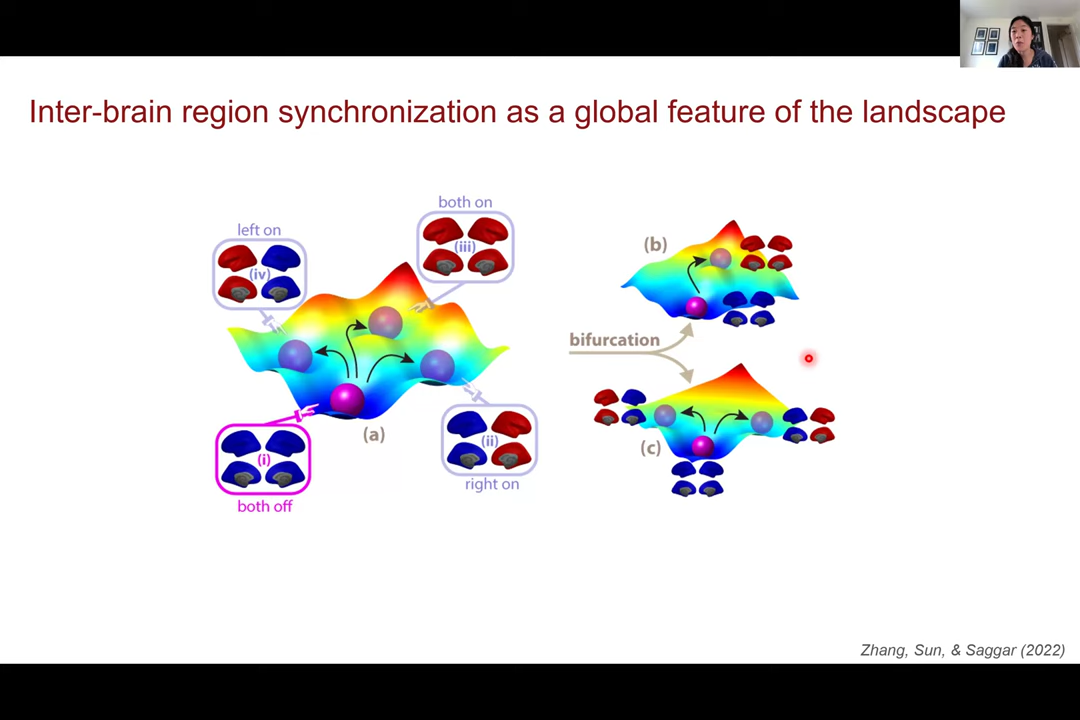 Inter-brain region synchronization as a global feature of the landscape
both on
(iii)
left on
(iv)
(a)
(i)
both off
(ii)
right on
(b)
bifurcation
(c)
Zhang, Sun, & Saggar (2022)